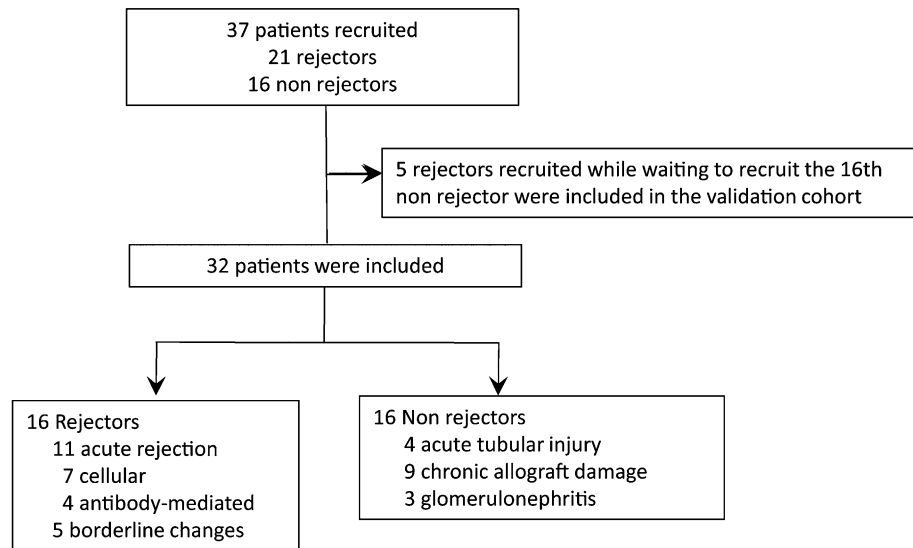 37 patients recruited
21 rejectors
16 non rejectors
5 rejectors recruited while waiting to recruit the 16th
non rejector were included in the validation cohort
32 patients were included
16 Rejectors
11 acute rejection
7 cellular
4 antibody-mediated
5 borderline changes
16 Non rejectors
4 acute tubular injury
9 chronic allograft damage
3 glomerulonephritis